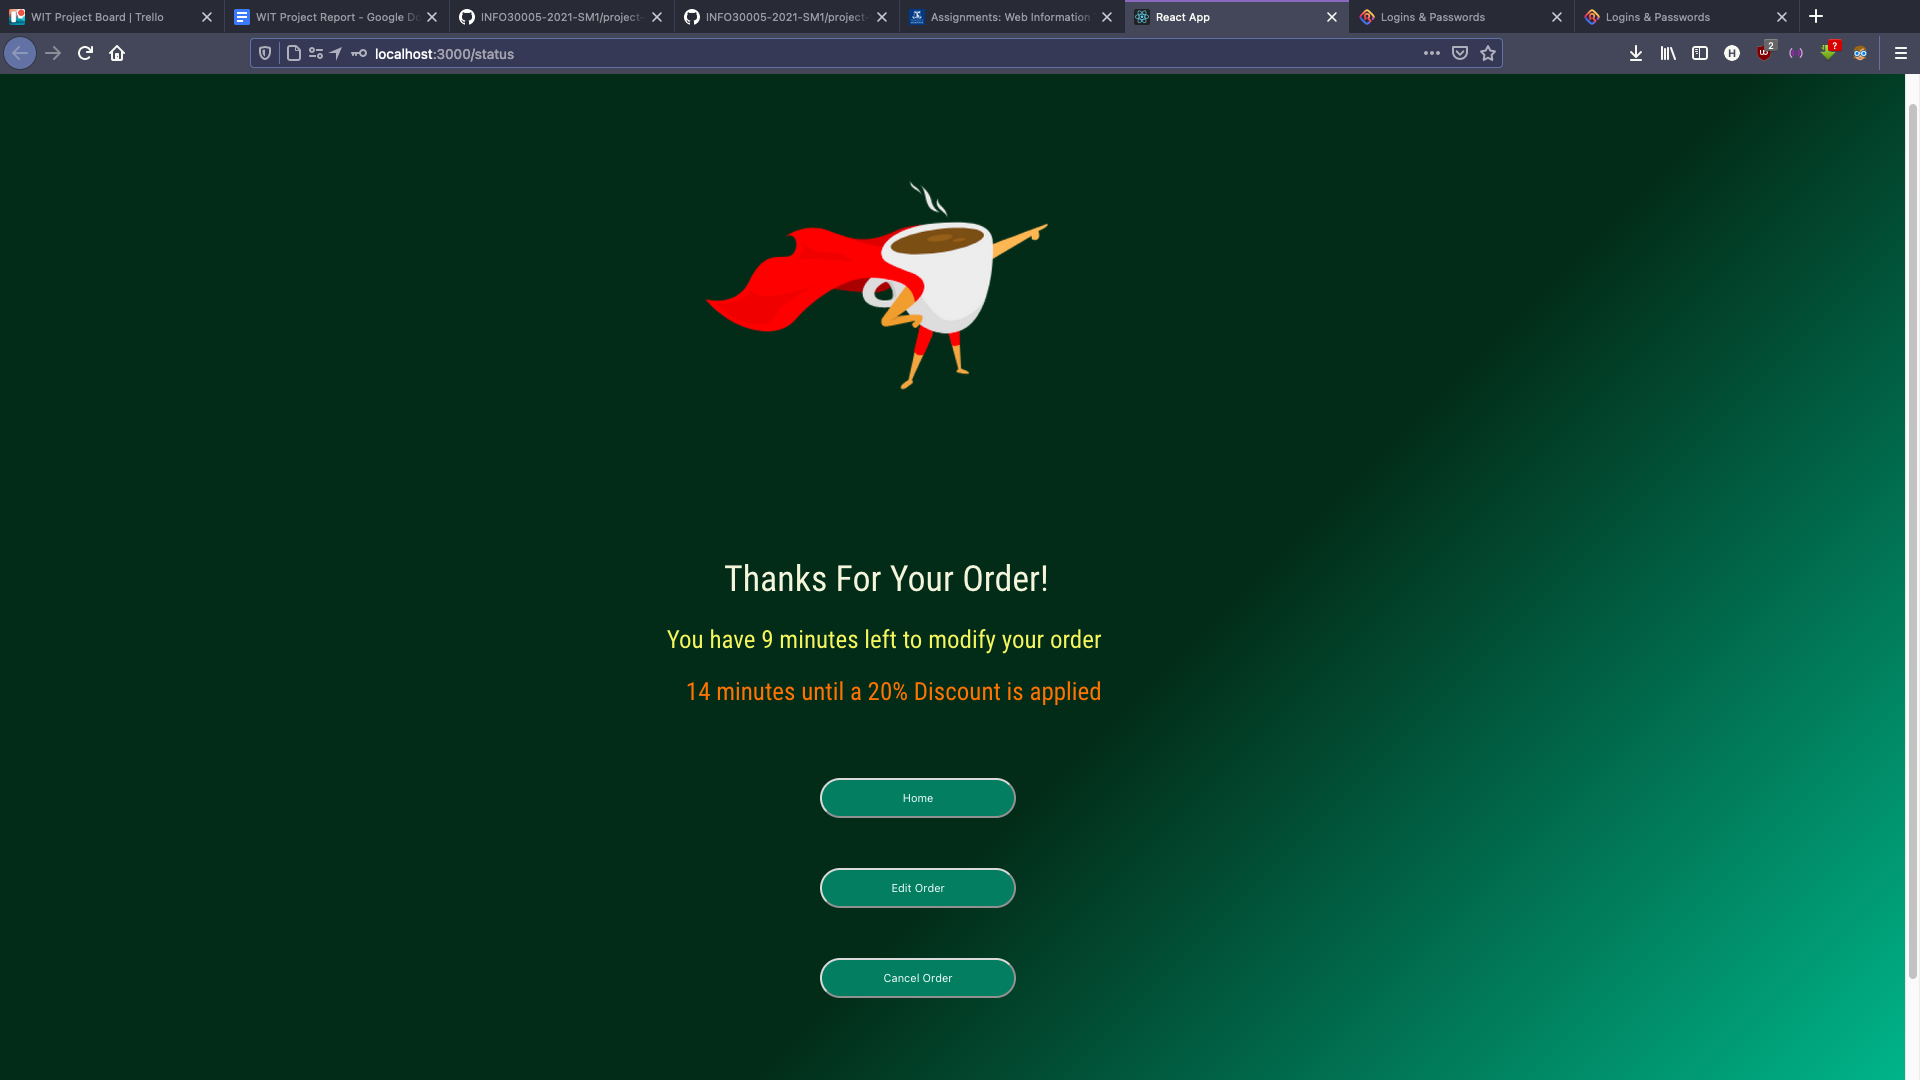 WIT Project Board | Trello
WIT Project Report - Google Do
INFO30005-2021-SM1/project-
INFO30005-2021-SM1/project-
Assignments: Web Information
React App
Logins & Passwords
Logins & Passwords
localhost:3000/status
H
2
?
Thanks For Your Order!
You have 9 minutes left to modify your order
14 minutes until a 20% Discount is applied
Home
Edit Order
Cancel Order